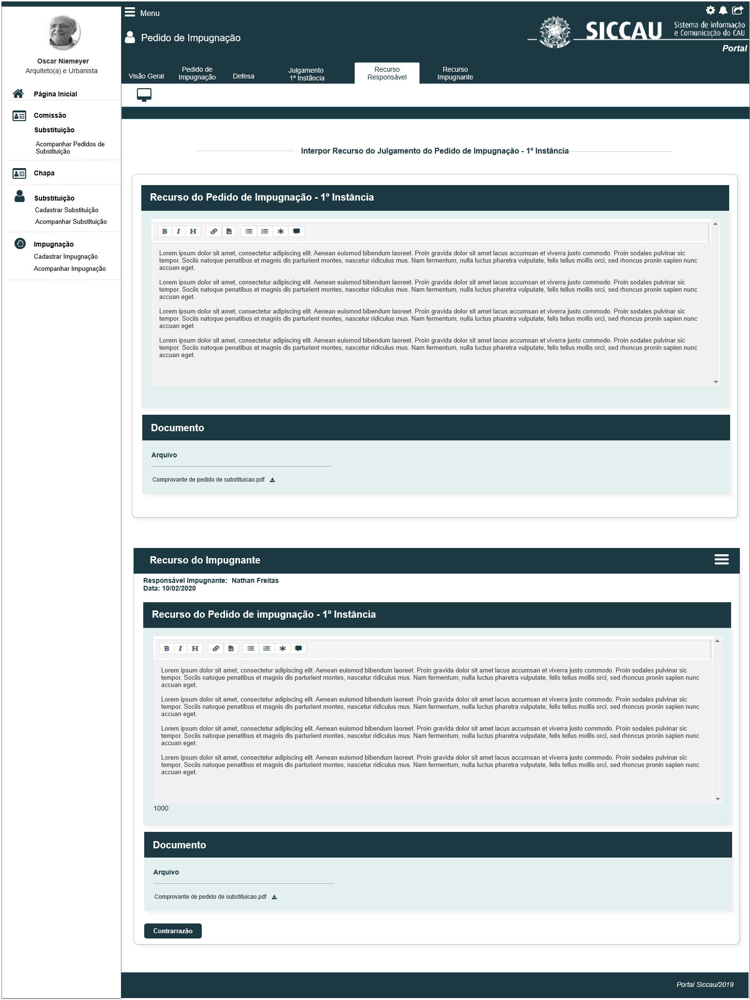 Menu
Pedido de Impugnação
SICCAU
Sistema de informação
e Comunicação do CAU
Portal
Oscar Niemeyer
Arquiteto(a) e Urbanista
Visão Geral
Pedido de
Impugnação
Defesa
Julgamento
1º Instância
Recurso
Responsável
Recurso
Impugnante
Página Inicial
Comissão
Substituição
Acompanhar Pedidos de
Substituição
Chapa
Substituição
Cadastrar Substituição
Acompanhar Substituição
Impugnação
Cadastrar Impugnação
Acompanhar Impugnação
Interpor Recurso do Julgamento do Pedido de Impugnação - 1º Instância
Recurso do Pedido de Impugnação - 1º Instância
B I H
Lorem ipsum dolor sit amet, consectetur adipiscing elit. Aenean euismod bibendum laoreet. Proin gravida dolor sit amet lacus accumsan et viverra justo commodo. Proin sodales pulvinar sic
tempor. Sociis natoque penatibus et magnis dis parturient montes, nascetur ridiculus mus. Nam fermentum, nulla luctus pharetra vulputate, felis tellus mollis orci, sed rhoncus pronin sapien nunc
accuan eget.
Lorem ipsum dolor sit amet, consectetur adipiscing elit. Aenean euismod bibendum laoreet. Proin gravida dolor sit amet lacus accumsan et viverra justo commodo. Proin sodales pulvinar sic
tempor. Sociis natoque penatibus et magnis dis parturient montes, nascetur ridiculus mus. Nam fermentum, nulla luctus pharetra vulputate, felis tellus mollis orci, sed rhoncus pronin sapien nunc
accuan eget.
Lorem ipsum dolor sit amet, consectetur adipiscing elit. Aenean euismod bibendum laoreet. Proin gravida dolor sit amet lacus accumsan et viverra justo commodo. Proin sodales pulvinar sic
tempor. Sociis natoque penatibus et magnis dis parturient montes, nascetur ridiculus mus. Nam fermentum, nulla luctus pharetra vulputate, felis tellus mollis orci, sed rhoncus pronin sapien nunc
accuan eget.
Lorem ipsum dolor sit amet, consectetur adipiscing elit. Aenean euismod bibendum laoreet. Proin gravida dolor sit amet lacus accumsan et viverra justo commodo. Proin sodales pulvinar sic
tempor. Sociis natoque penatibus et magnis dis parturient montes, nascetur ridiculus mus. Nam fermentum, nulla luctus pharetra vulputate, felis tellus mollis orci, sed rhoncus pronin sapien nunc
accuan eget.
Documento
Arquivo
Comprovante de pedido de substituicao.pdf
Recurso do Impugnante
Responsável Impugnante: Nathan Freitas
Data: 10/02/2020
Recurso do Pedido de impugnação - 1º Instância
B I H
Lorem ipsum dolor sit amet, consectetur adipiscing elit. Aenean euismod bibendum laoreet. Proin gravida dolor sit amet lacus accumsan et viverra justo commodo. Proin sodales pulvinar sic
tempor. Sociis natoque penatibus et magnis dis parturient montes, nascetur ridiculus mus. Nam fermentum, nulla luctus pharetra vulputate, felis tellus mollis orci, sed rhoncus pronin sapien nunc
accuan eget.
Lorem ipsum dolor sit amet, consectetur adipiscing elit. Aenean euismod bibendum laoreet. Proin gravida dolor sit amet lacus accumsan et viverra justo commodo. Proin sodales pulvinar sic
tempor. Sociis natoque penatibus et magnis dis parturient montes, nascetur ridiculus mus. Nam fermentum, nulla luctus pharetra vulputate, felis tellus mollis orci, sed rhoncus pronin sapien nunc
accuan eget.
Lorem ipsum dolor sit amet, consectetur adipiscing elit. Aenean euismod bibendum laoreet. Proin gravida dolor sit amet lacus accumsan et viverra justo commodo. Proin sodales pulvinar sic
tempor. Sociis natoque penatibus et magnis dis parturient montes, nascetur ridiculus mus. Nam fermentum, nulla luctus pharetra vulputate, felis tellus mollis orci, sed rhoncus pronin sapien nunc
accuan eget.
Lorem ipsum dolor sit amet, consectetur adipiscing elit. Aenean euismod bibendum laoreet. Proin gravida dolor sit amet lacus accumsan et viverra justo commodo. Proin sodales pulvinar sic
tempor. Sociis natoque penatibus et magnis dis parturient montes, nascetur ridiculus mus. Nam fermentum, nulla luctus pharetra vulputate, felis tellus mollis orci, sed rhoncus pronin sapien nunc
accuan eget.
1000
Documento
Arquivo
Comprovante de pedido de substituicao.pdf
Contrarrazão
Portal Siccau/2019